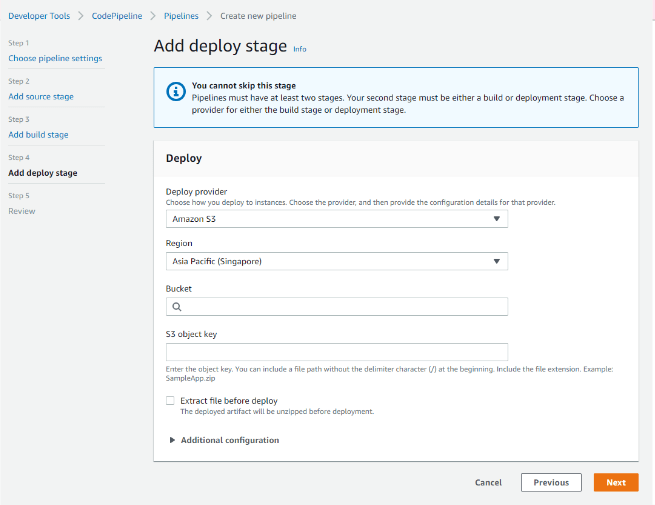 Developer Tools > CodePipeline > Pipelines > Create new pipeline
Step 1
Choose pipeline settings
Step 2
Add source stage
Step 3
Add build stage
Step 4
Add deploy stage
Step 5
Review
Add deploy stage Info
You cannot skip this stage
Pipelines must have at least two stages. Your second stage must be either a build or deployment stage. Choose a
provider for either the build stage or deployment stage.
Deploy
Deploy provider
Choose how you deploy to instances. Choose the provider, and then provide the configuration details for that provider.
Amazon S3
Region
Asia Pacific (Singapore)
Bucket
S3 object key
Enter the object key. You can include a file path without the delimiter character (/) at the beginning. Include the file extension. Example:
SampleApp.zip
Extract file before deploy
The deployed artifact will be unzipped before deployment.
Additional configuration
Cancel Previous Next